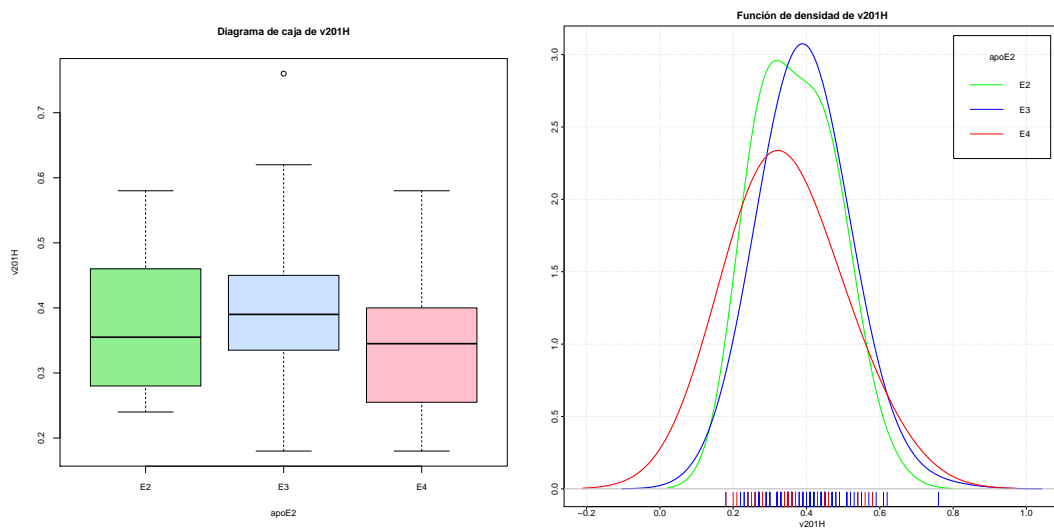 Diagrama de caja de v201H
v201H
0.7
0.6
0.5
0.4
0.3
0.2
E2
E3
E4
apoE2
Función de densidad de v201H
3.0
2.5
2.0
1.5
1.0
0.5
0.0
apoE2
E2
E3
E4
−0.2
0.0
0.2
0.4
0.6
0.8
1.0
v201H